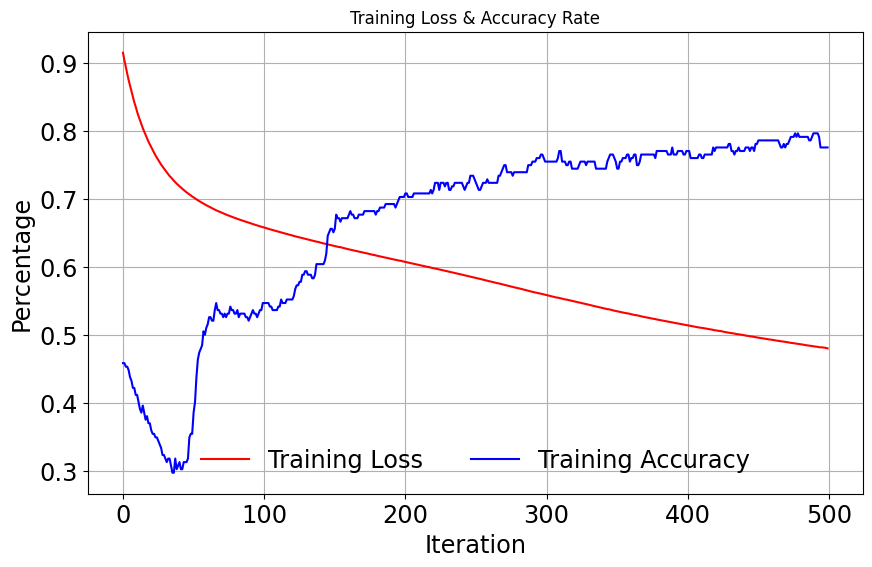 Training Loss & Accuracy Rate
0.9
0.8
0.7
0.6
0.5
0.4
0.3
Percentage
Training Loss Training Accuracy
0 100 200 300 400 500
Iteration